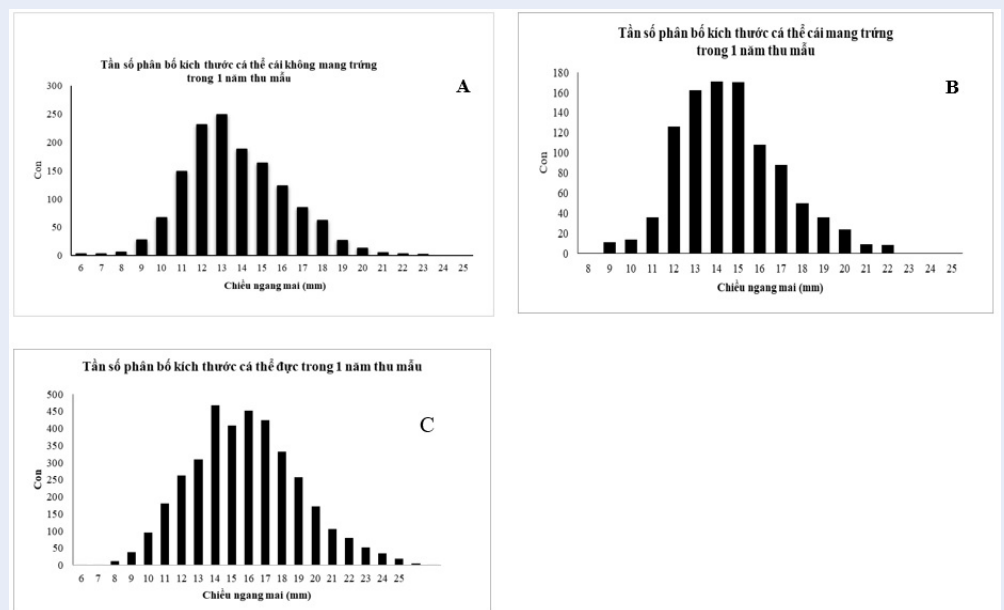 Tần số phân bố kích thước cá thể cái không mang trứng
trong 1 năm thu mẫu
A
300
250
200
150
100
50
0
Con
6 7 8 9 10 11 12 13 14 15 16 17 18 19 20 21 22 23 24 25
Chiều ngang mai (mm)
Tần số phân bố kích thước cá thể cái mang trứng
trong 1 năm thu mẫu
B
180
160
140
120
100
80
60
40
20
0
Con
8 9 10 11 12 13 14 15 16 17 18 19 20 21 22 23 24 25
Chiều ngang mai (mm)
Tần số phân bố kích thước cá thể đực trong 1 năm thu mẫu
C
500
450
400
350
300
250
200
150
100
50
0
Con
6 7 8 9 10 11 12 13 14 15 16 17 18 19 20 21 22 23 24 25
Chiều ngang mai (mm)